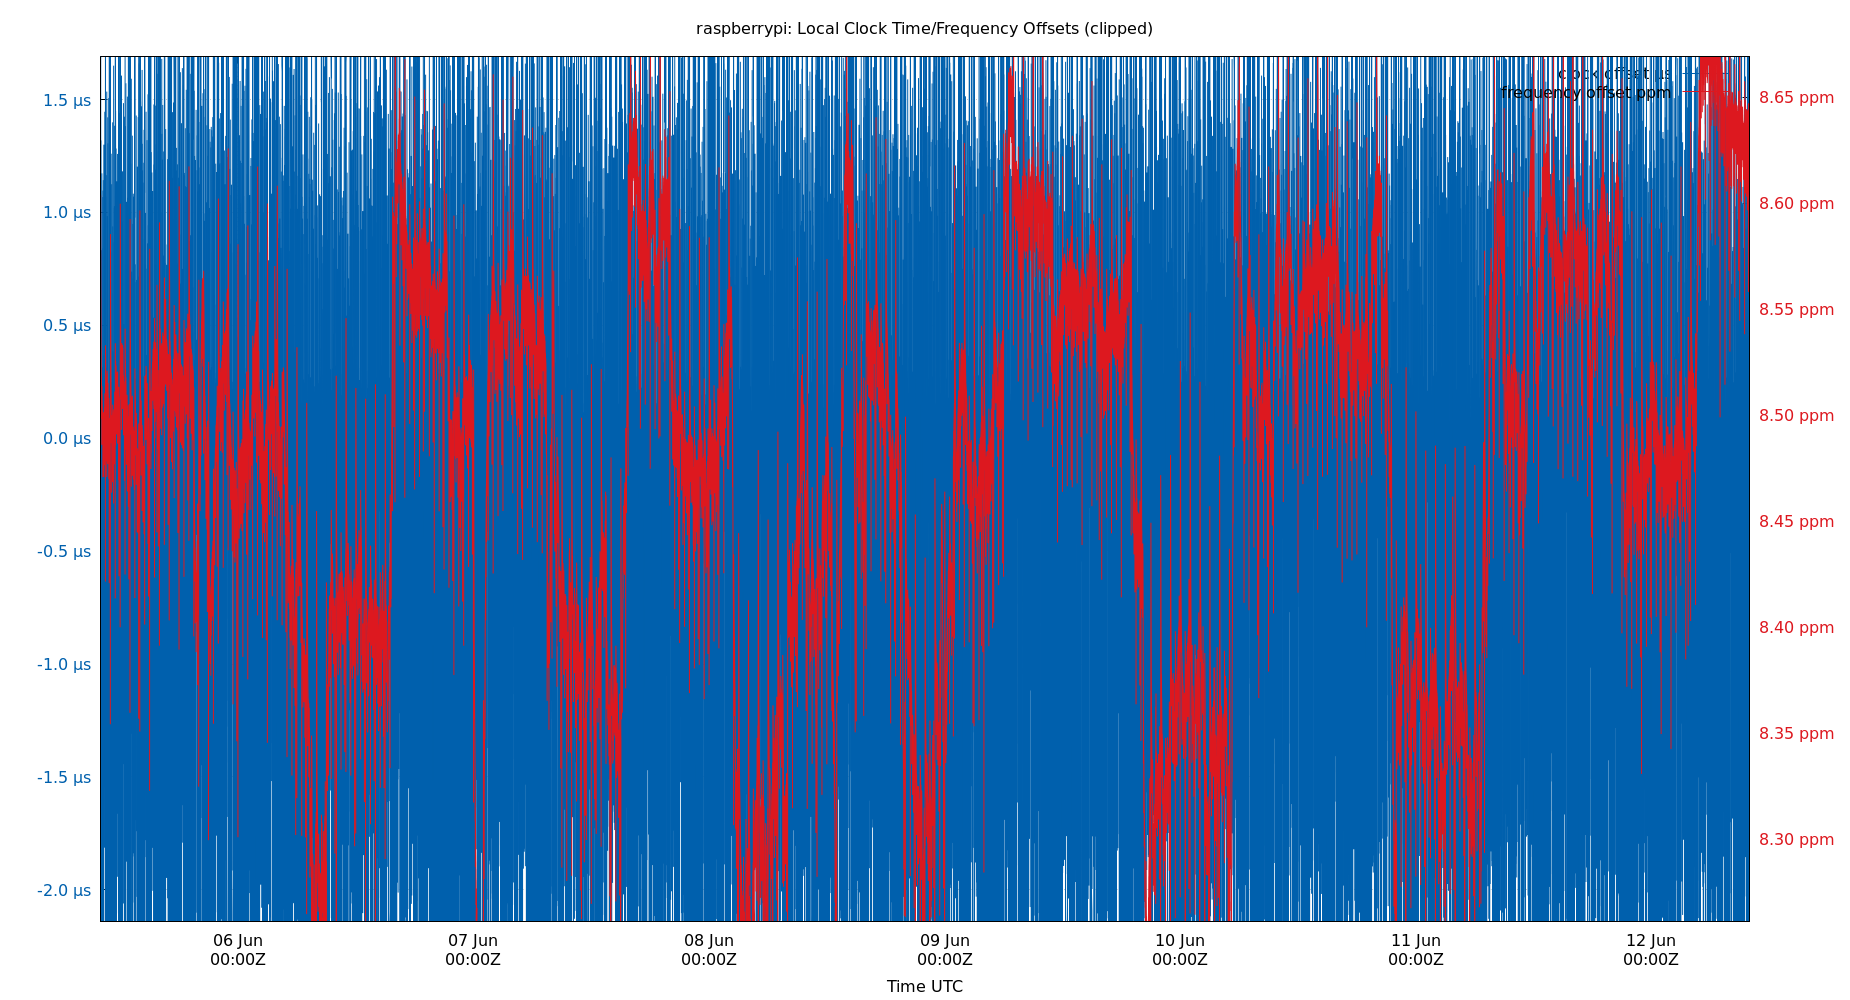 raspberrypi: Local Clock Time/Frequency Offsets (clipped)
clock offset µs
frequency offset ppm
1.5 µs
1.0 µs
0.5 µs
0.0 µs
-0.5 µs
-1.0 µs
-1.5 µs
-2.0 µs
8.65 ppm
8.60 ppm
8.55 ppm
8.50 ppm
8.45 ppm
8.40 ppm
8.35 ppm
8.30 ppm
06 Jun 07 Jun 08 Jun 09 Jun 10 Jun 11 Jun 12 Jun
00:00Z 00:00Z 00:00Z 00:00Z 00:00Z 00:00Z 00:00Z
Time UTC